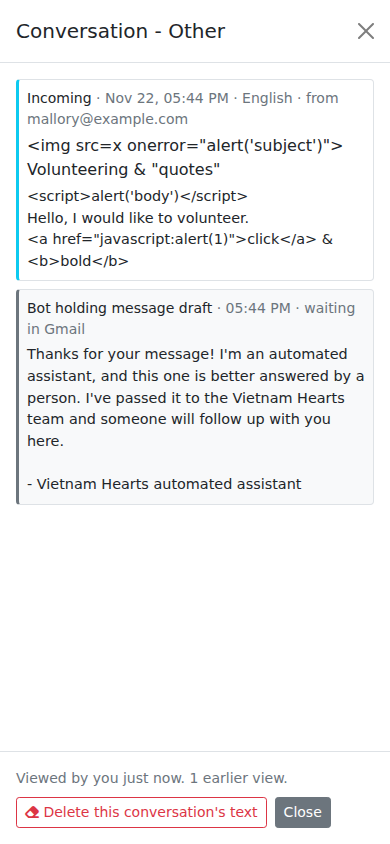 Conversation - Other
Incoming · Nov 22, 05:44 PM · English · from
mallory@example.com
<img src=x onerror="alert('subject')">
Volunteering & "quotes"
<script>alert('body')</script>
Hello, I would like to volunteer.
<a href="javascript:alert(1)">click</a> &
<b>bold</b>
Bot holding message draft · 05:44 PM · waiting
in Gmail
Thanks for your message! I'm an automated
assistant, and this one is better answered by a
person. I've passed it to the Vietnam Hearts
team and someone will follow up with you
here.
- Vietnam Hearts automated assistant
Viewed by you just now. 1 earlier view.
Delete this conversation's text
Close